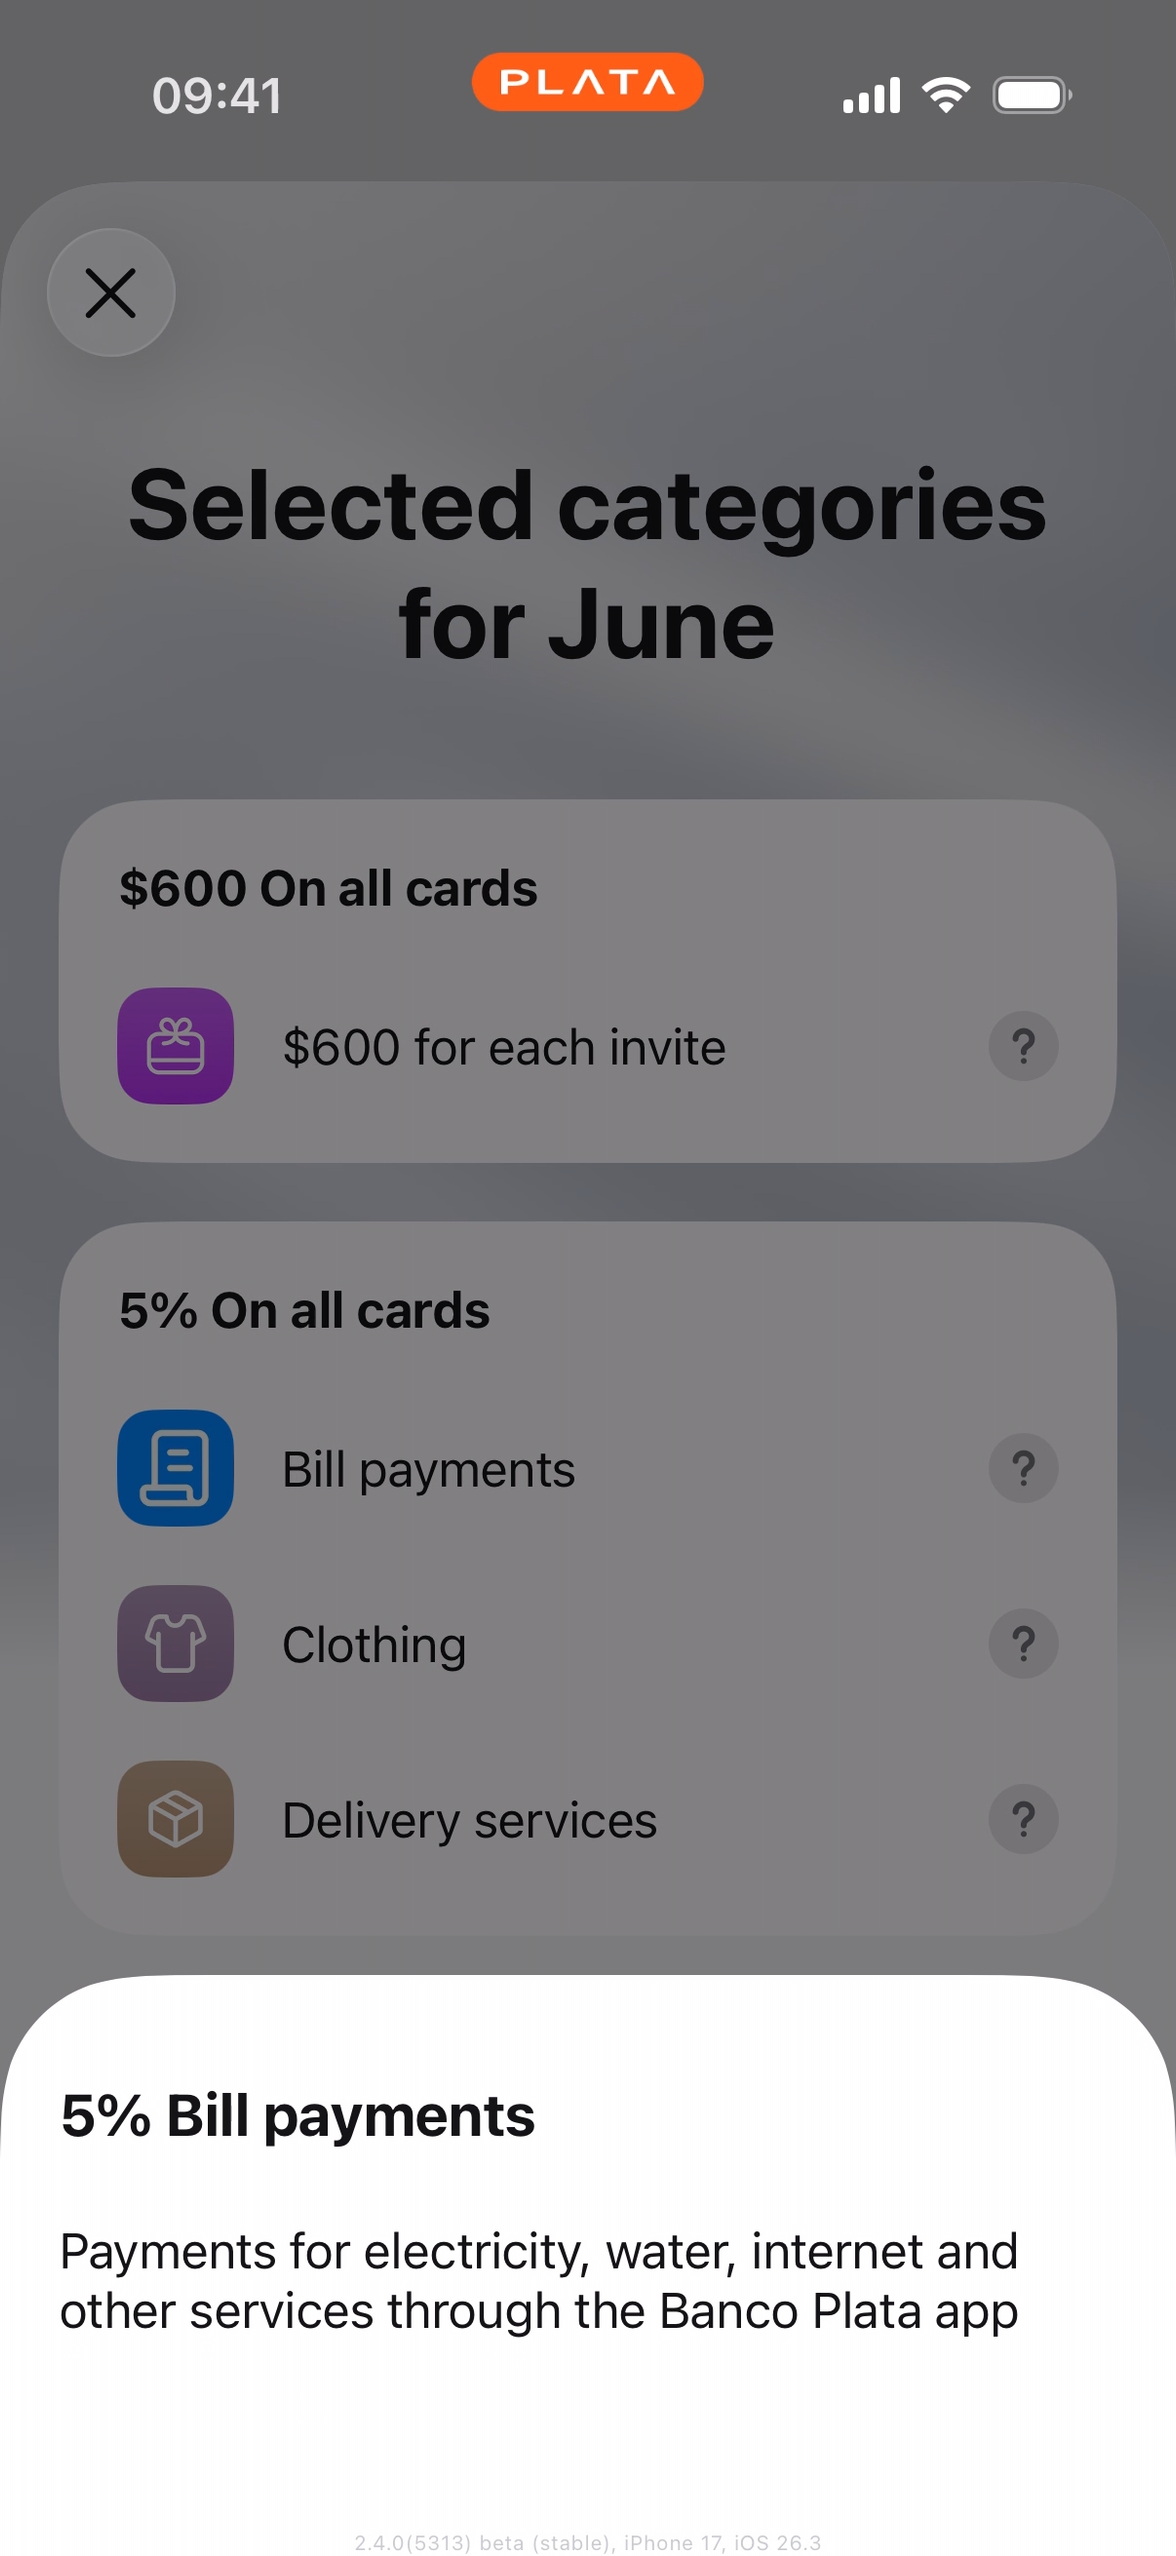 09:41
PLATA
Selected categories
for June
$600 On all cards
$600 for each invite
?
5% On all cards
Bill payments
?
Clothing
?
Delivery services
?
5% Bill payments
Payments for electricity, water, internet and
other services through the Banco Plata app
2.4.0(5313) beta (stable), iPhone 17, iOS 26.3